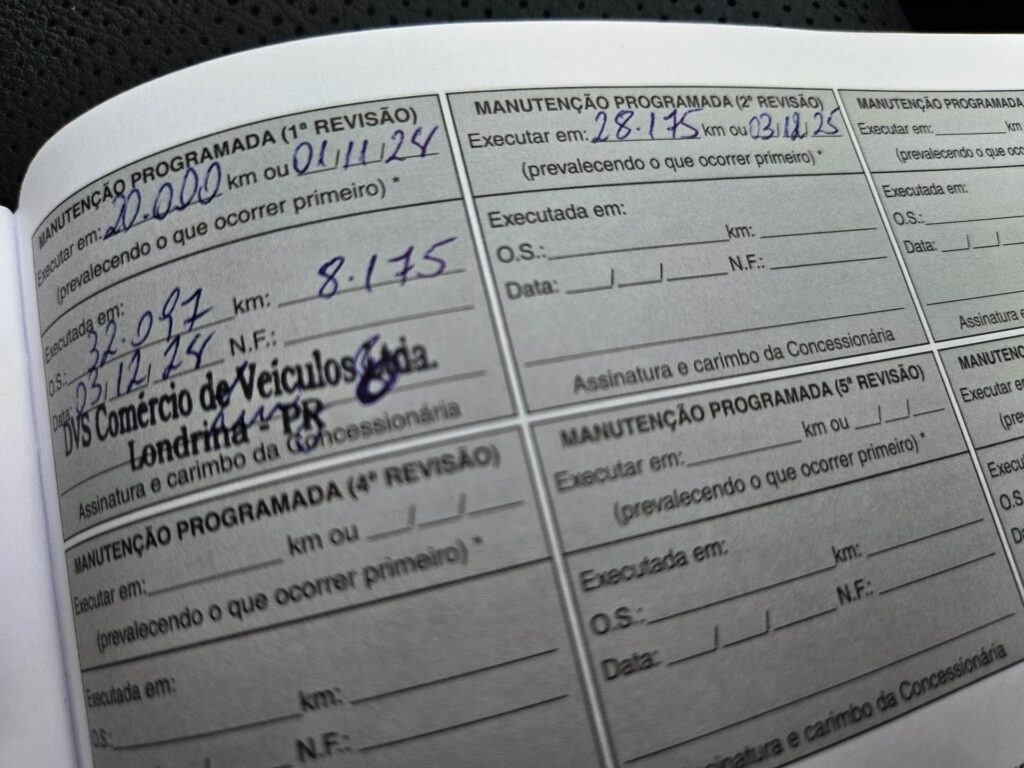 MANUTENÇÃO PROGRAMADA (1ª REVISÃO)
Executar em: 20.000 km ou 01/11/24
(prevalecendo o que ocorrer primeiro) *
Executada em:
O.S.: 32.097 km: 8.175
Data: 03/12/24 N.F.:
DVS Comércio de Veículos Ltda.
Londrina - PR
Assinatura e carimbo da Concessionária
MANUTENÇÃO PROGRAMADA (2ª REVISÃO)
Executar em: 28.175 km ou 03/12/25
(prevalecendo o que ocorrer primeiro) *
Executada em:
O.S.: km:
Data: / / N.F.:
Assinatura e carimbo da Concessionária
MANUTENÇÃO PROGRAMADA
Executar em: km
(prevalecendo o que
Executada em:
O.S.:
Data: / /
Assinatura e
MANUTENÇÃO PROGRAMADA (4ª REVISÃO)
Executar em: km ou / /
(prevalecendo o que ocorrer primeiro) *
Executada em:
O.S.: km:
N.F.:
MANUTENÇÃO PROGRAMADA (5ª REVISÃO)
Executar em: km ou / /
(prevalecendo o que ocorrer primeiro) *
Executada em:
O.S.: km:
Data: / / N.F.:
Assinatura e carimbo da Concessionária
Executar em: